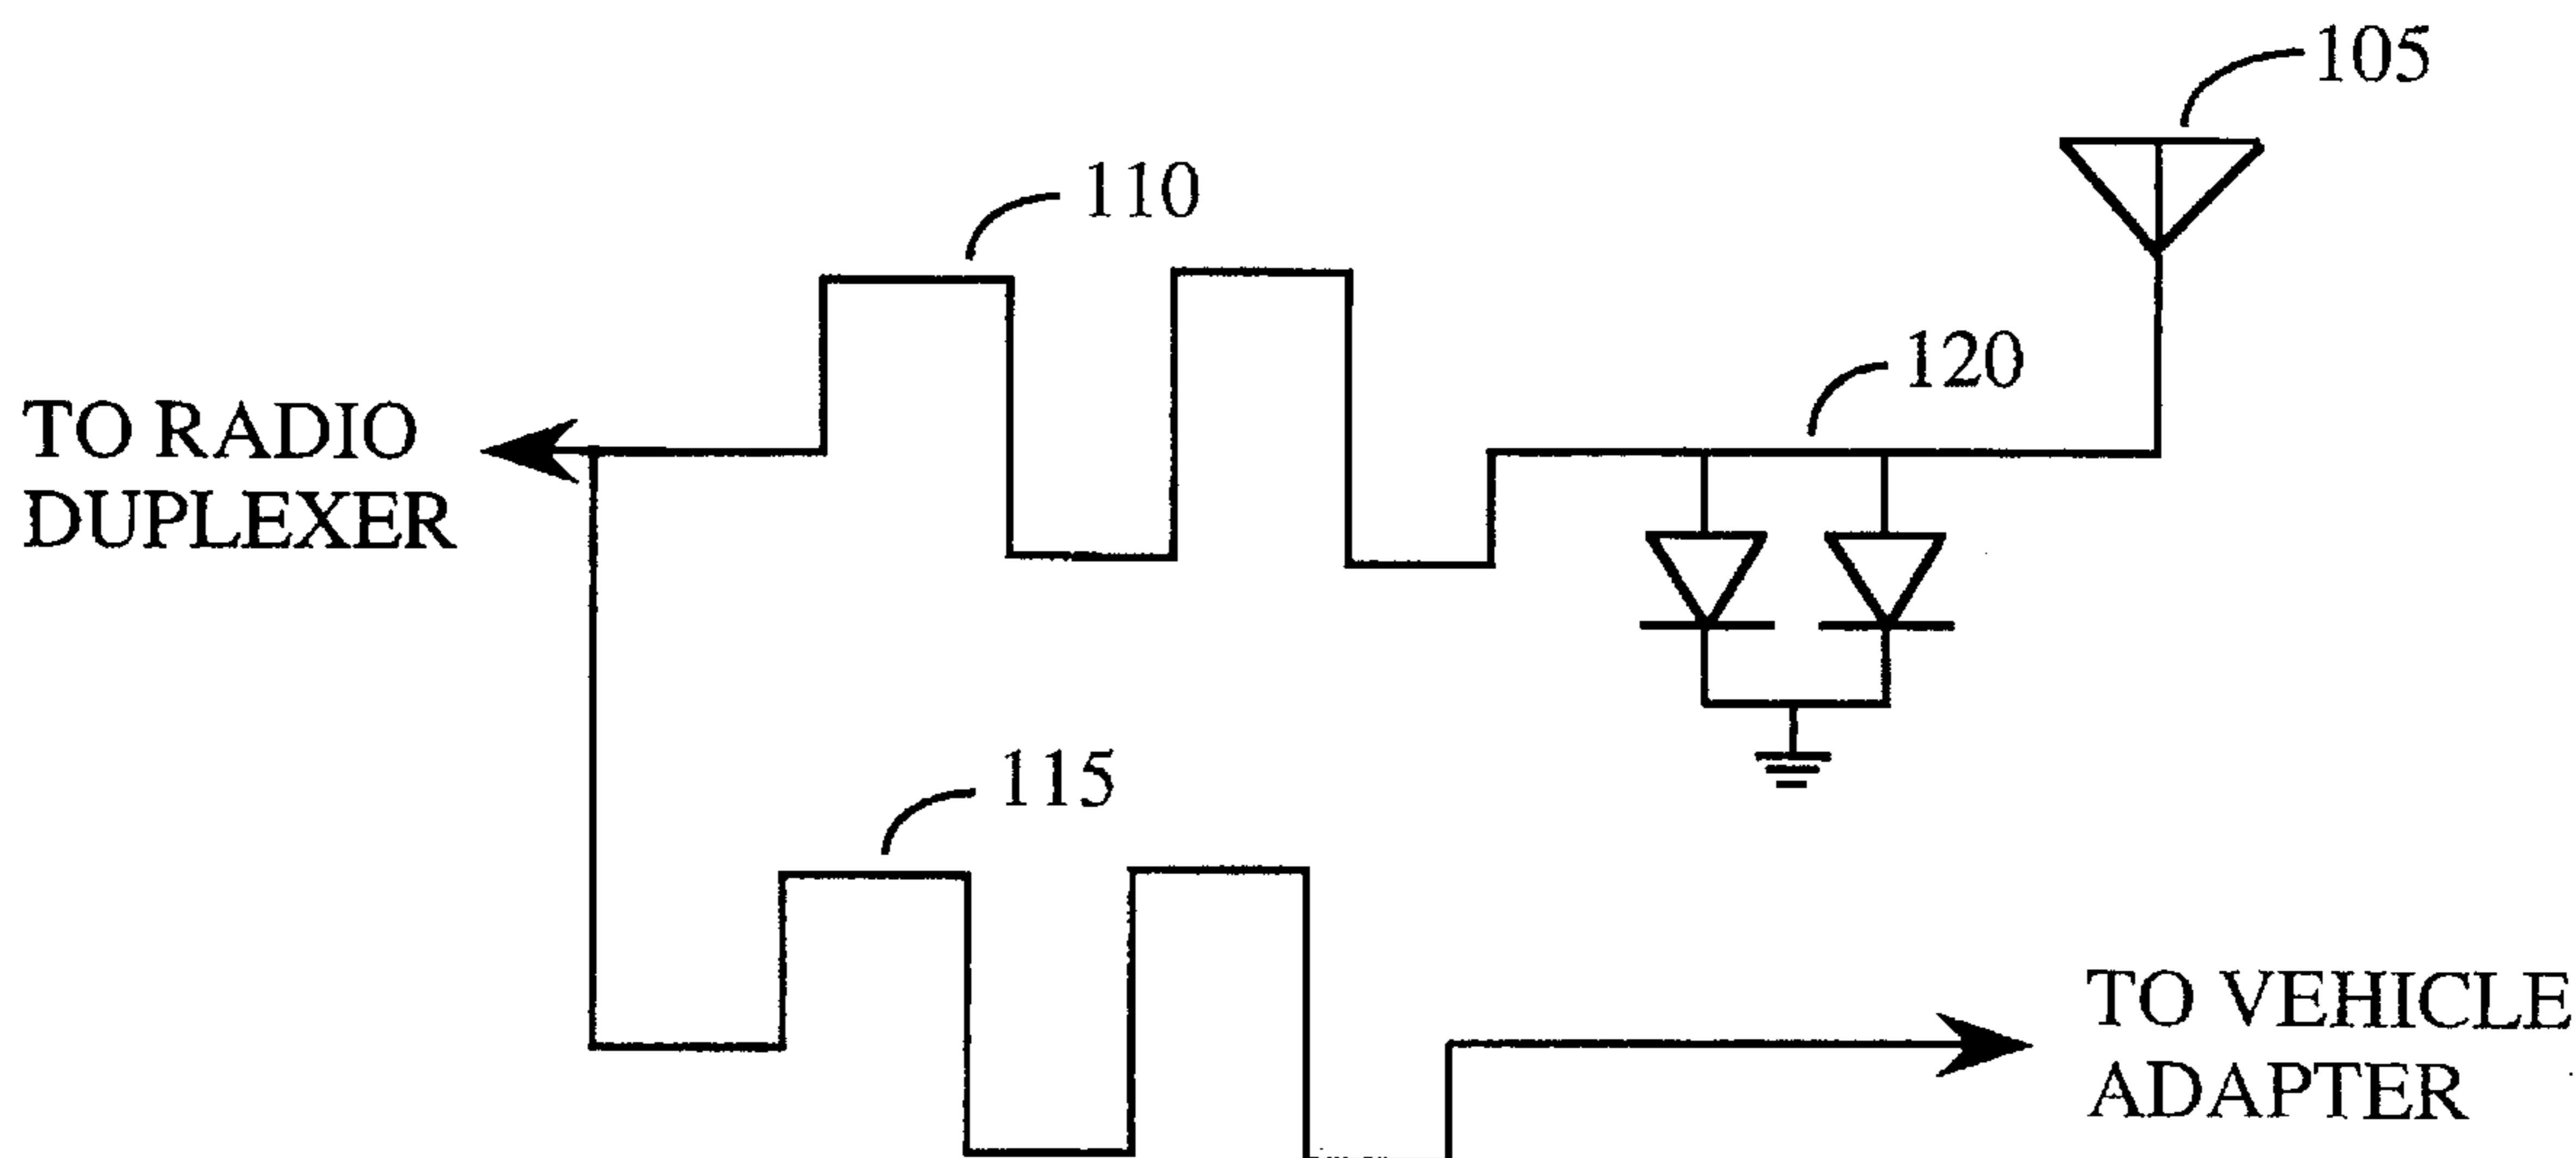 105
110
120
TO RADIO
DUPLEXER
115
TO VEHICLE
ADAPTER